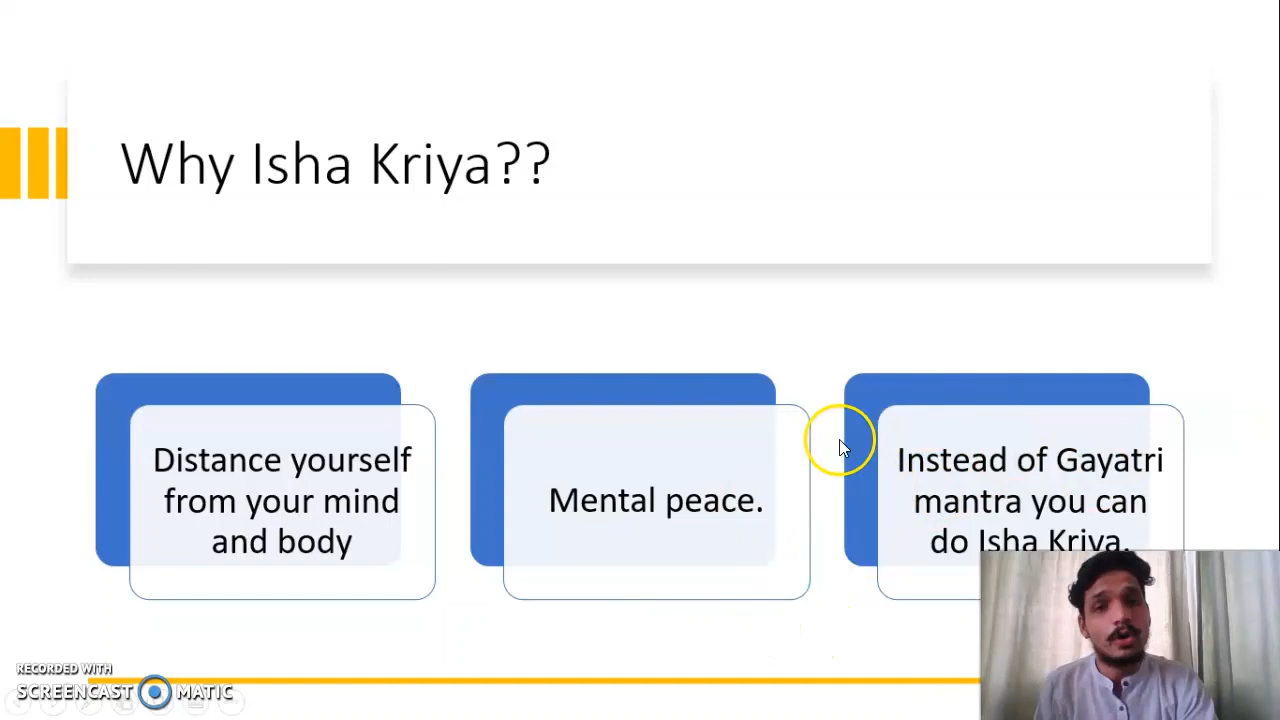 Why Isha Kriya??
Distance yourself
from your mind
and body
Mental peace.
Instead of Gayatri
mantra you can
do Isha Kriya.
RECORDED WITH
SCREENCAST MATIC